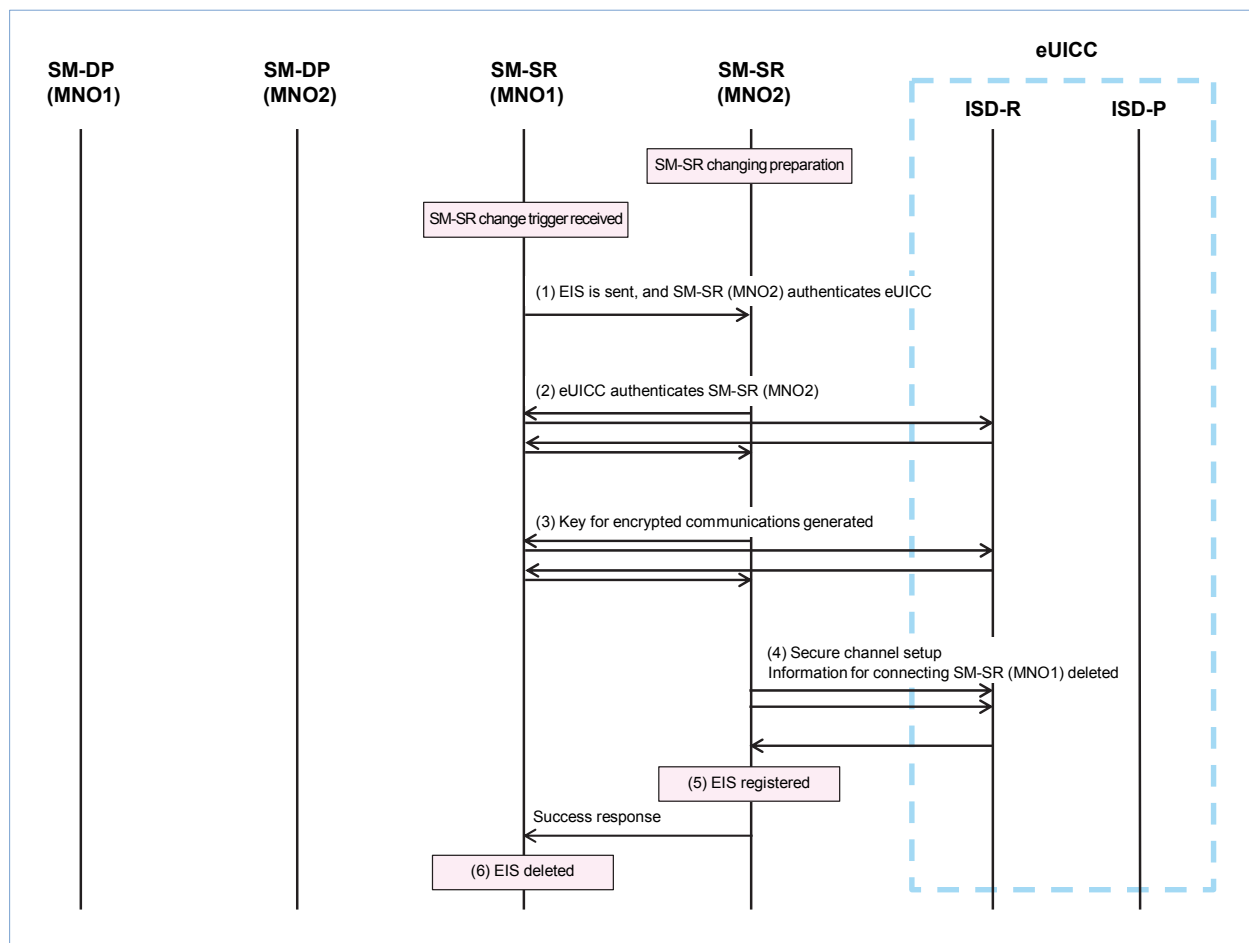 eUICC
SM-DP
(MNO1)
SM-DP
(MNO2)
SM-SR
(MNO1)
SM-SR
(MNO2)
ISD-R
ISD-P
SM-SR changing preparation
SM-SR change trigger received
(1) EIS is sent, and SM-SR (MNO2) authenticates eUICC
(2) eUICC authenticates SM-SR (MNO2)
(3) Key for encrypted communications generated
(4) Secure channel setup
Information for connecting SM-SR (MNO1) deleted
(5) EIS registered
Success response
(6) EIS deleted